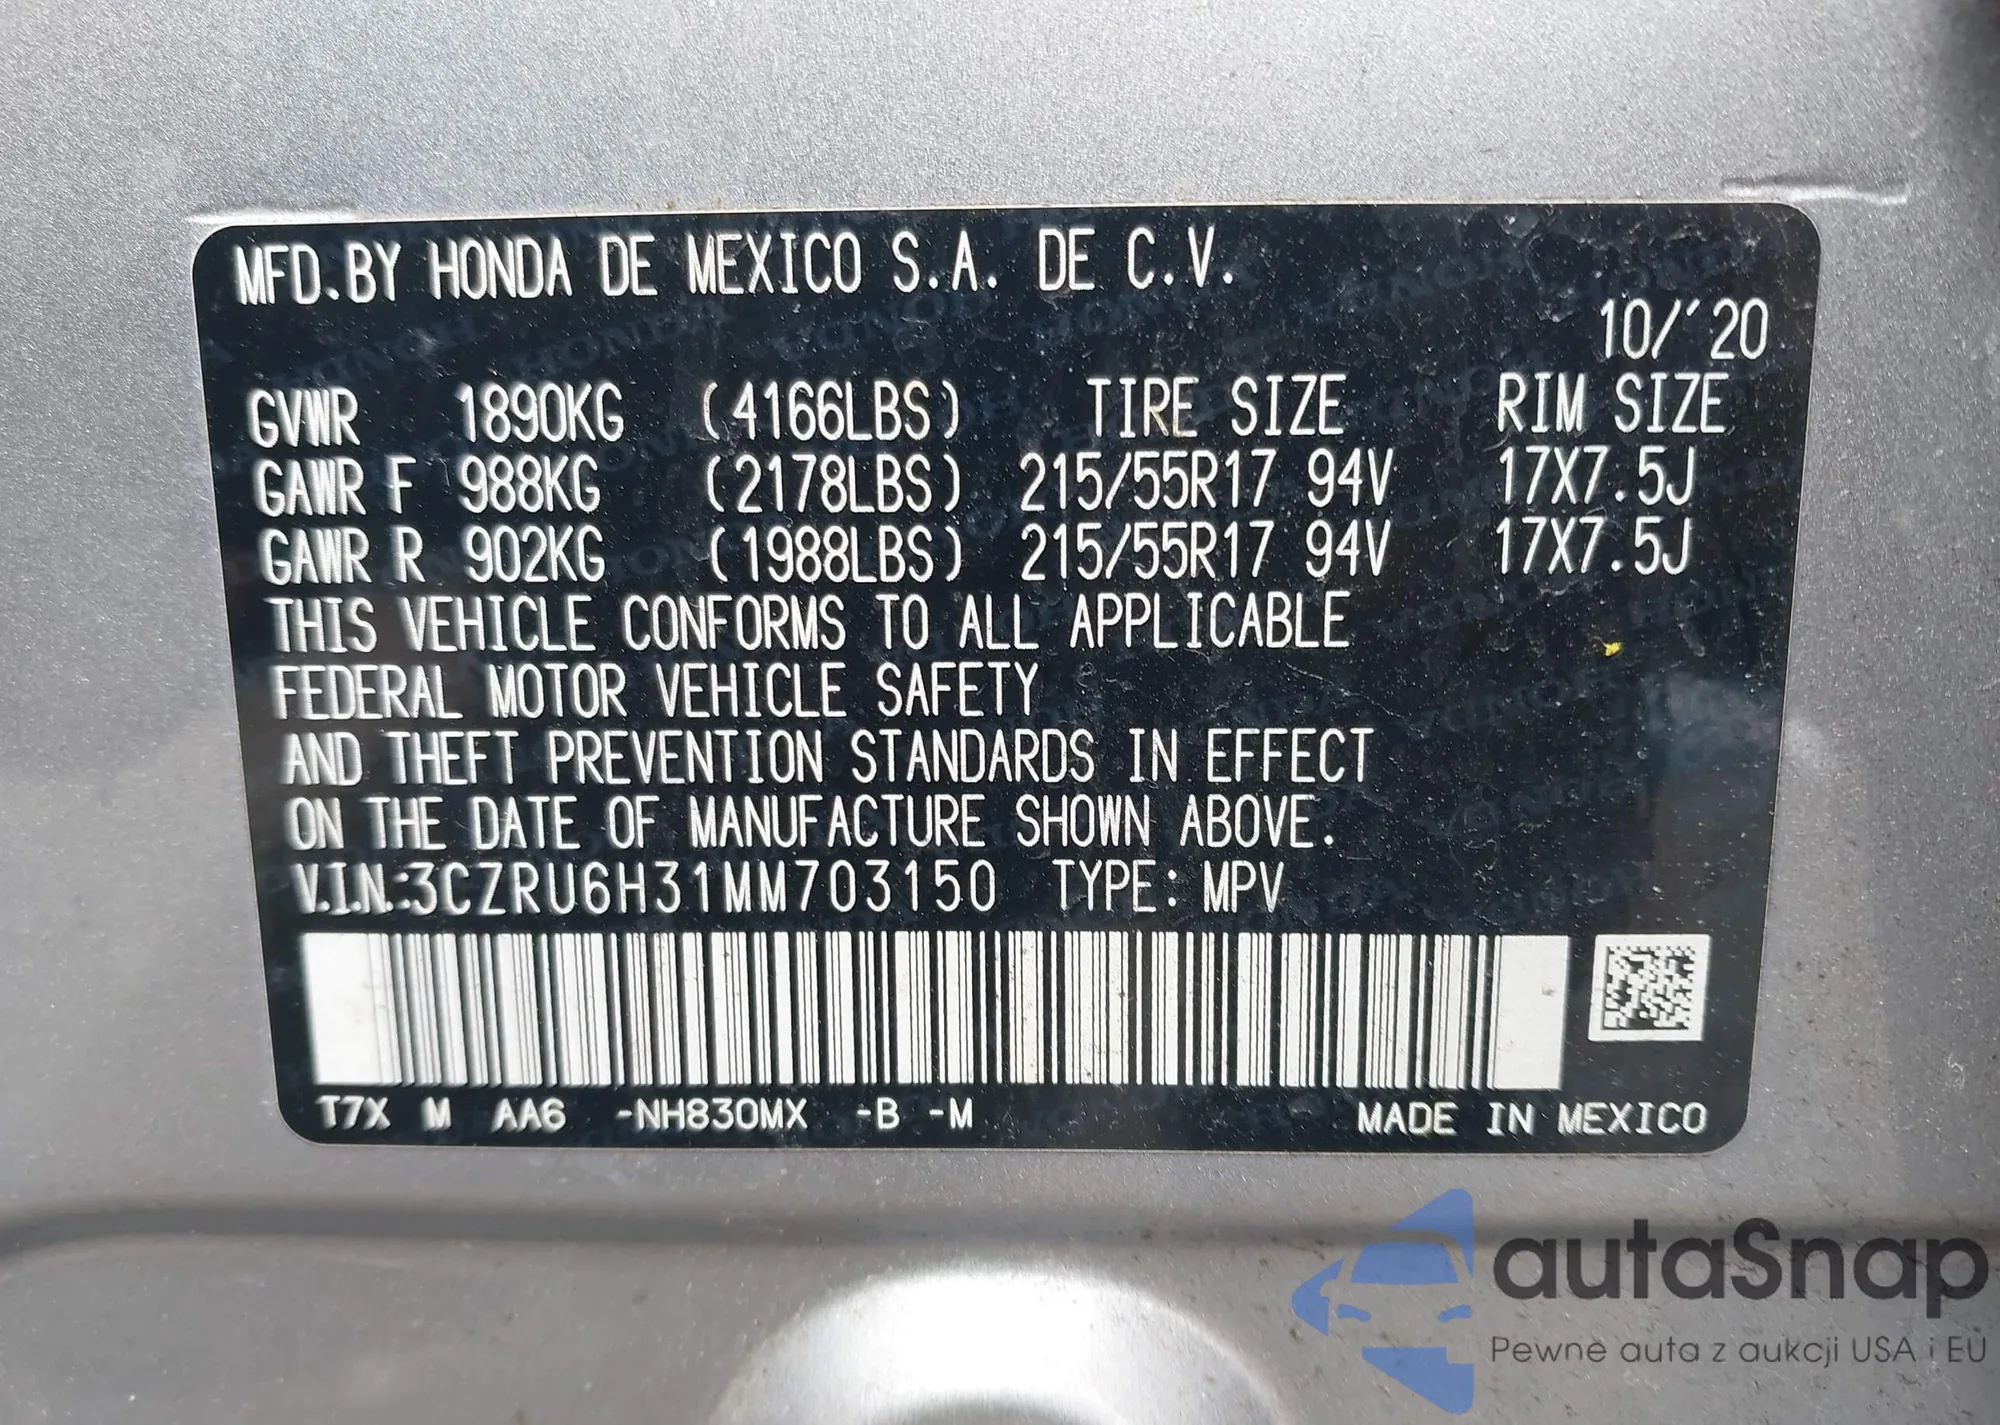 MFD.BY HONDA DE MEXICO S.A. DE C.V.
10/'20
GVWR 1890KG (4166LBS) TIRE SIZE RIM SIZE
GAWR F 988KG (2178LBS) 215/55R17 94V 17X7.5J
GAWR R 902KG (1988LBS) 215/55R17 94V 17X7.5J
THIS VEHICLE CONFORMS TO ALL APPLICABLE
FEDERAL MOTOR VEHICLE SAFETY
AND THEFT PREVENTION STANDARDS IN EFFECT
ON THE DATE OF MANUFACTURE SHOWN ABOVE.
V.I.N.:3CZRU6H31MM703150 TYPE: MPV
T7X M AA6 -NH830MX -B -M MADE IN MEXICO
autaSnap
Pewne auta z aukcji USA i EU